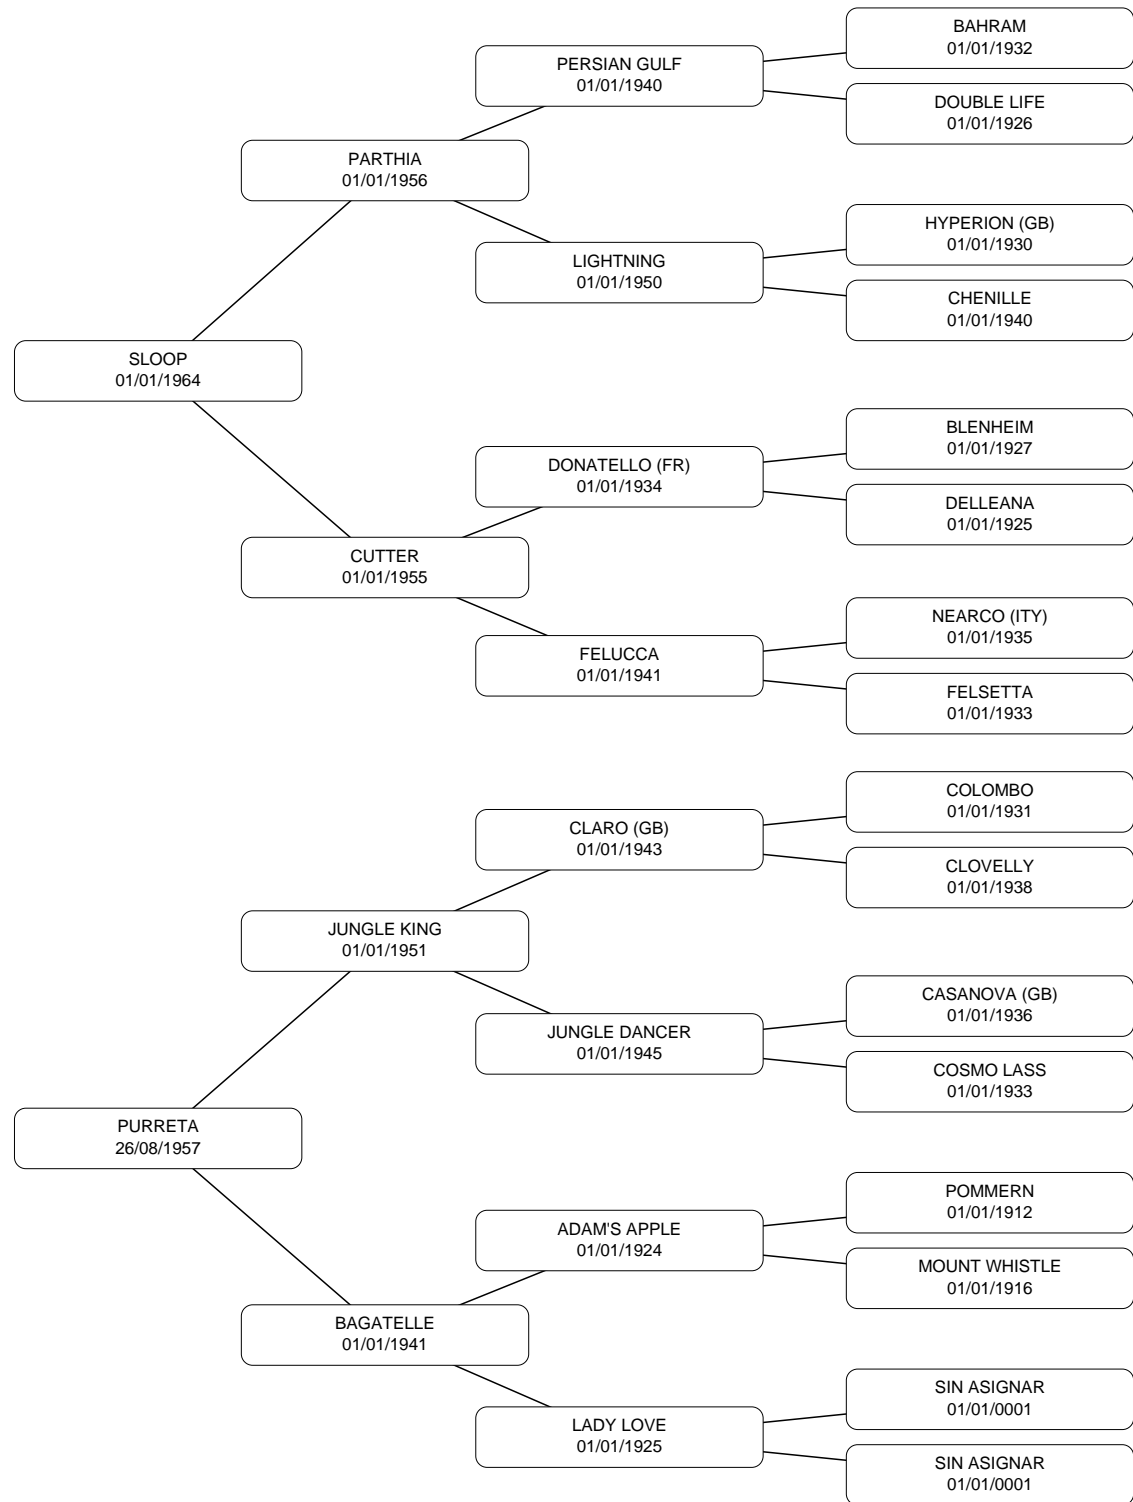 BAHRAM
01/01/1932
PERSIAN GULF
01/01/1940
DOUBLE LIFE
01/01/1926
PARTHIA
01/01/1956
HYPERION (GB)
01/01/1930
LIGHTNING
01/01/1950
CHENILLE
01/01/1940
SLOOP
01/01/1964
BLENHEIM
01/01/1927
DONATELLO (FR)
01/01/1934
DELLEANA
01/01/1925
CUTTER
01/01/1955
NEARCO (ITY)
01/01/1935
FELUCCA
01/01/1941
FELSETTA
01/01/1933
COLOMBO
01/01/1931
CLARO (GB)
01/01/1943
CLOVELLY
01/01/1938
JUNGLE KING
01/01/1951
CASANOVA (GB)
01/01/1936
JUNGLE DANCER
01/01/1945
COSMO LASS
01/01/1933
PURRETA
26/08/1957
POMMERN
01/01/1912
ADAM'S APPLE
01/01/1924
MOUNT WHISTLE
01/01/1916
BAGATELLE
01/01/1941
SIN ASIGNAR
01/01/0001
LADY LOVE
01/01/1925
SIN ASIGNAR
01/01/0001